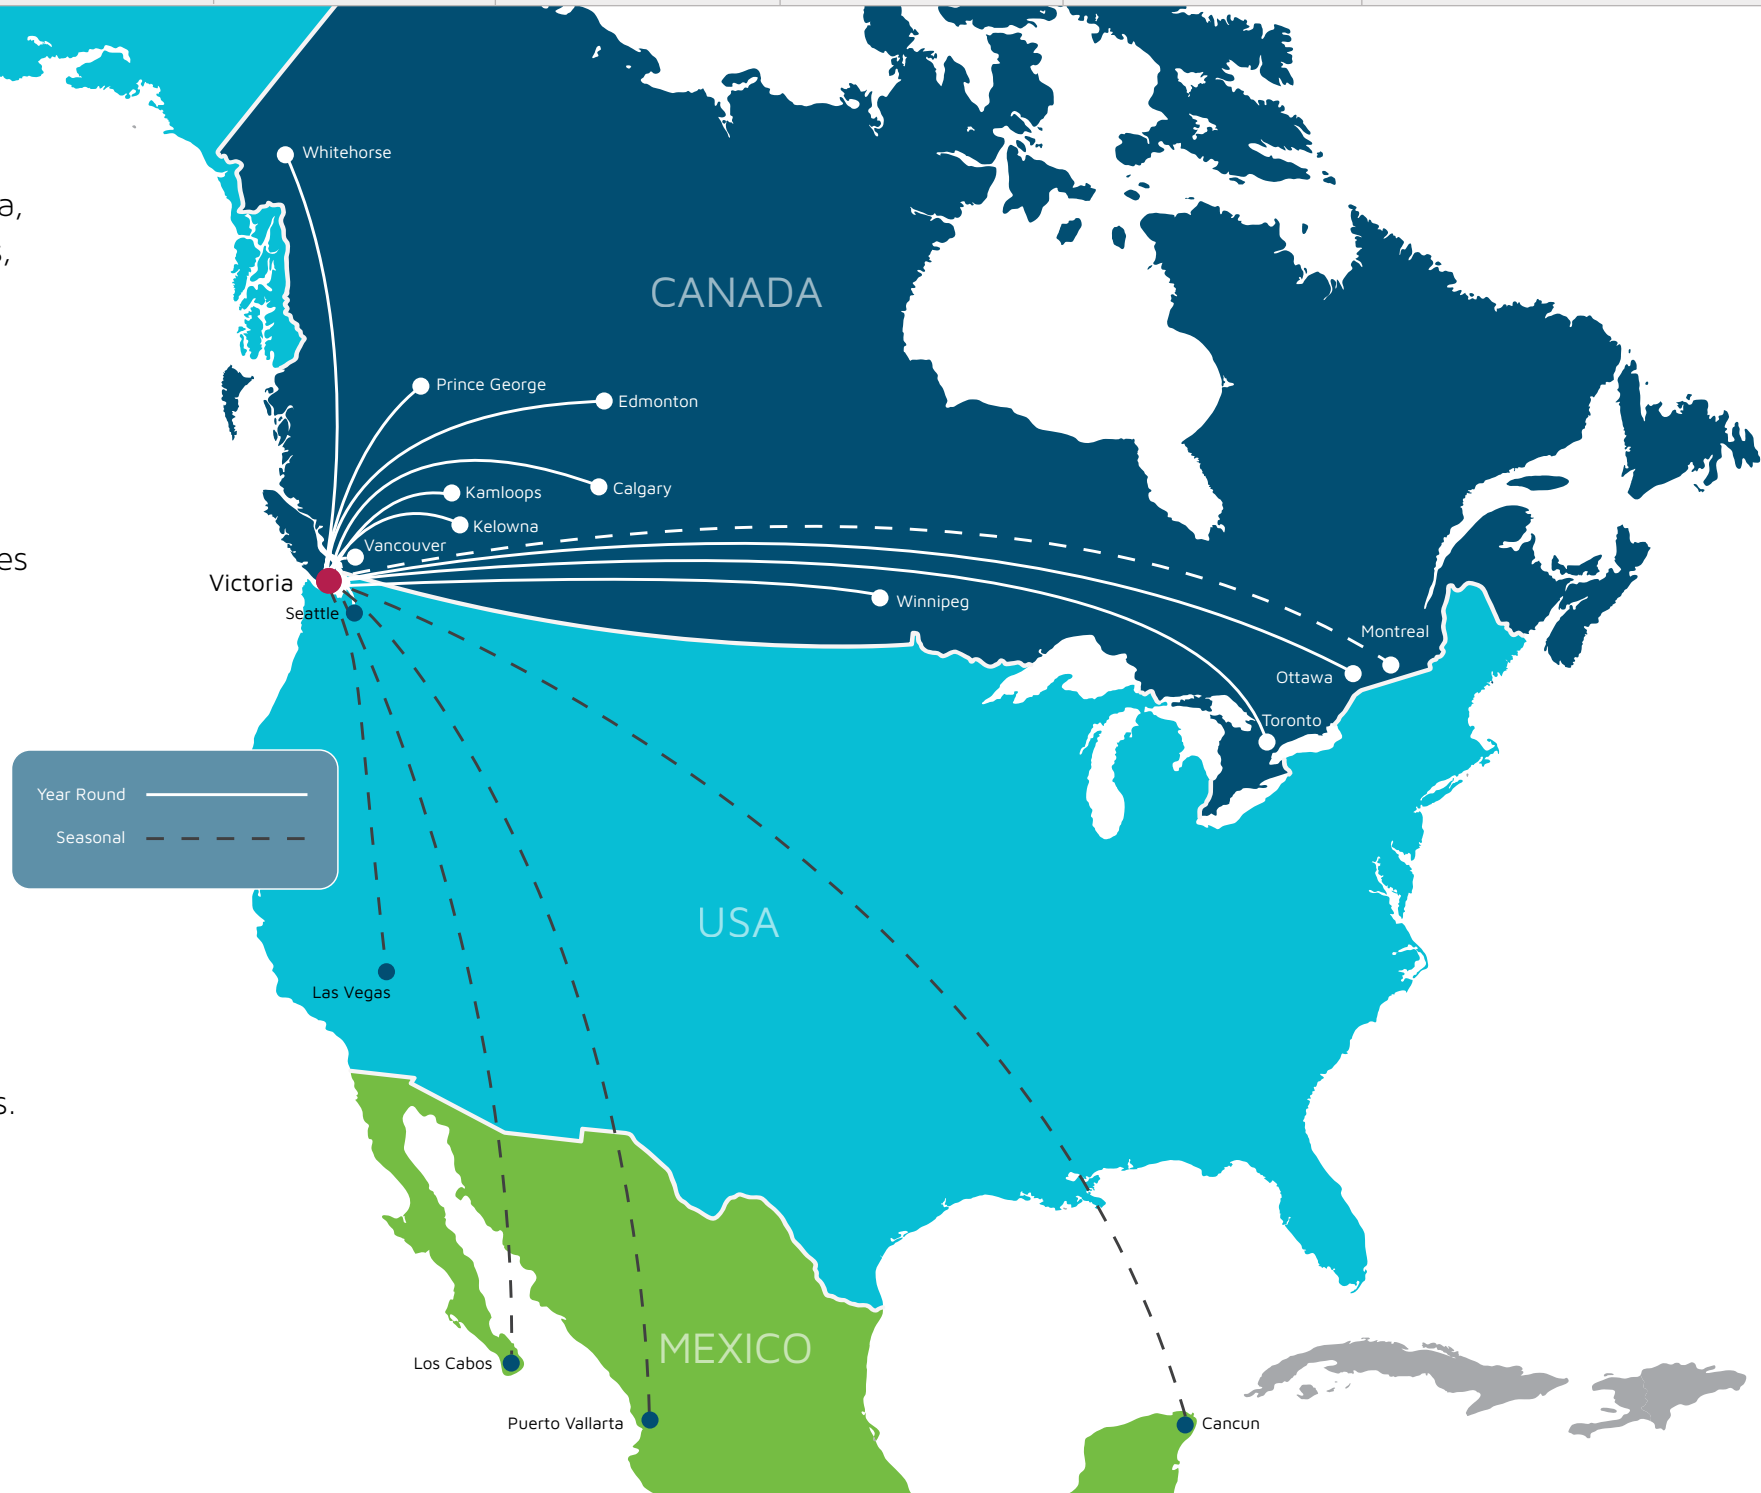 Whitehorse
a,
s,
CANADA
Prince George
Edmonton
Kamloops
Calgary
Kelowna
Vancouver
es
Victoria
Winnipeg
Seattle
Montreal
Ottawa
Toronto
Year Round
Seasonal
USA
Las Vegas
s.
MEXICO
Los Cabos
Puerto Vallarta
Cancun